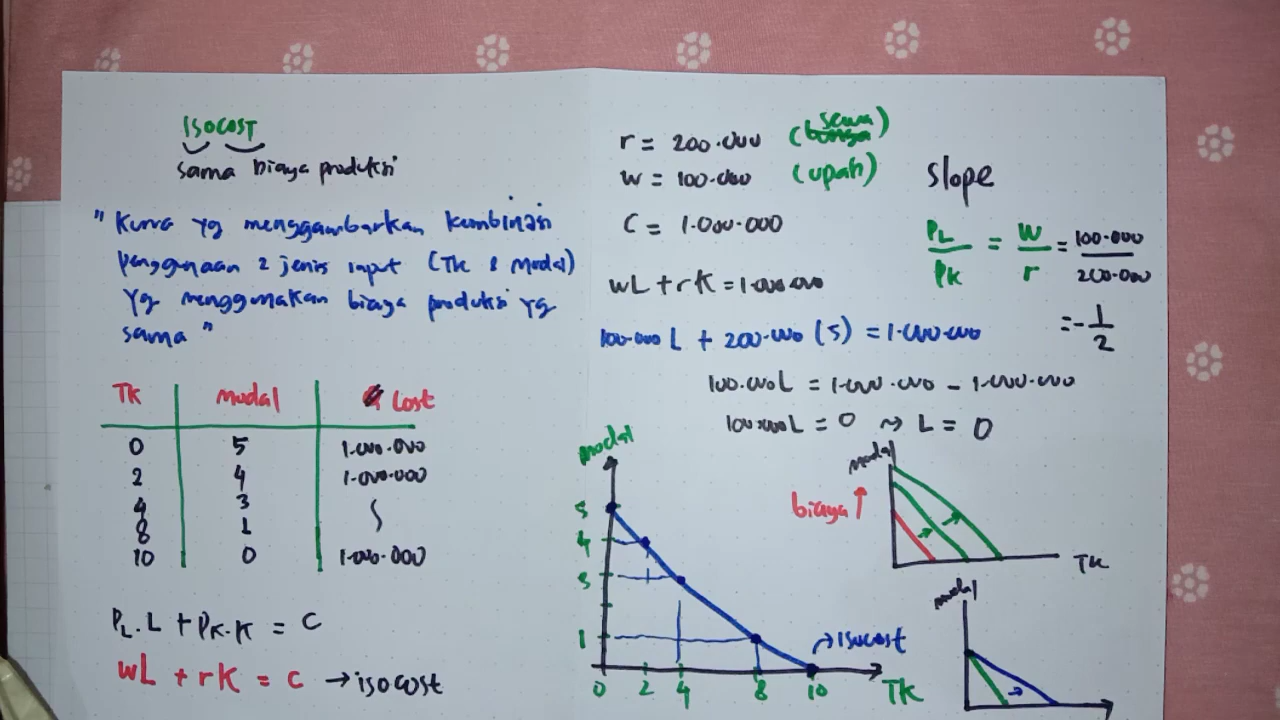 ISOCOST
sama biaya produksi
"Kurva yg menggambarkan kombinasi
penggunaan 2 jenis input (Tk & Modal)
Yg menggunakan biaya produksi yg
sama"
Tk modal Cost
0 5 1.000.000
2 4 1.000.000
4 3
8 1
10 0 1.000.000
PL.L + PK.K = C
wL + rK = C → isocost
r = 200.000 (sewa)
w = 100.000 (upah)
C = 1.000.000
wL + rK = 1.000.000
100.000 L + 200.000 (5) = 1.000.000
100.000L = 1.000.000 - 1.000.000
100.000L = 0 → L = 0
slope
PL/PK = w/r = 100.000/200.000
= -1/2
modal
5
4
3
1
0 2 4 8 10 Tk
→ isocost
modal
biaya ↑
Tk
modal